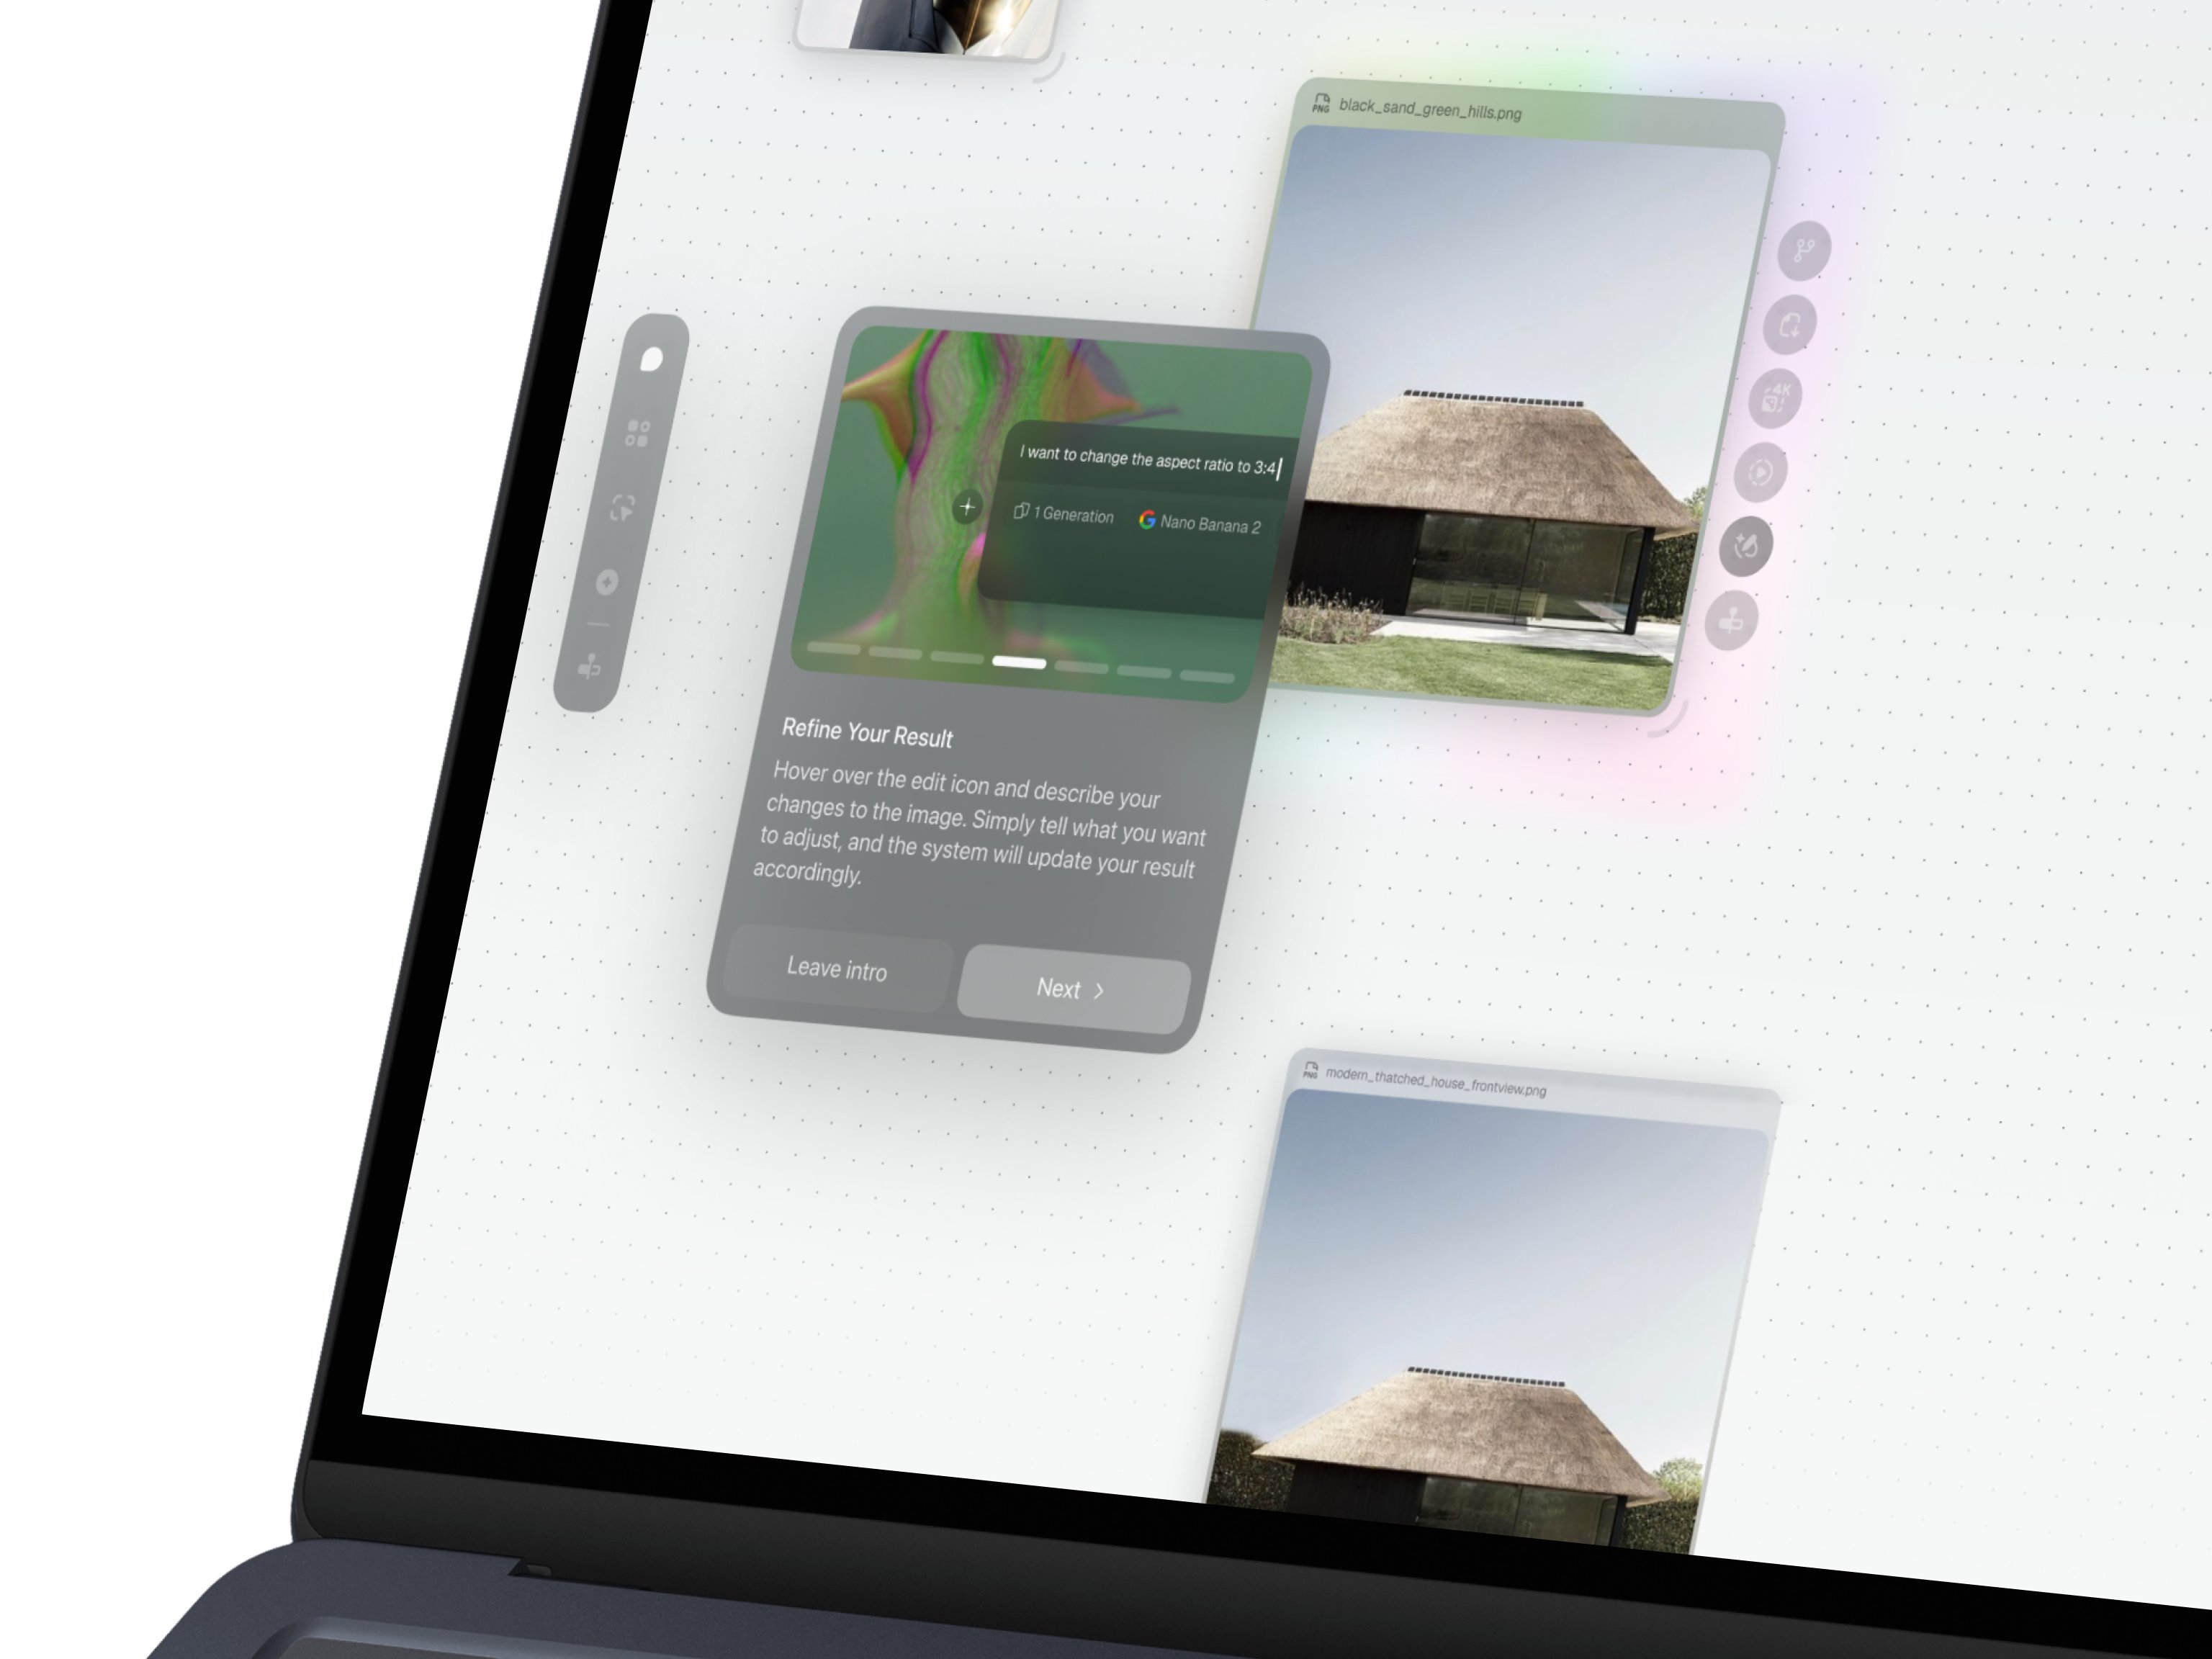 PNG black_sand_green_hills.png
4K
I want to change the aspect ratio to 3:4
1 Generation Nano Banana 2
Refine Your Result
Hover over the edit icon and describe your
changes to the image. Simply tell what you want
to adjust, and the system will update your result
accordingly.
Leave intro
Next
PNG modern_thatched_house_frontview.png